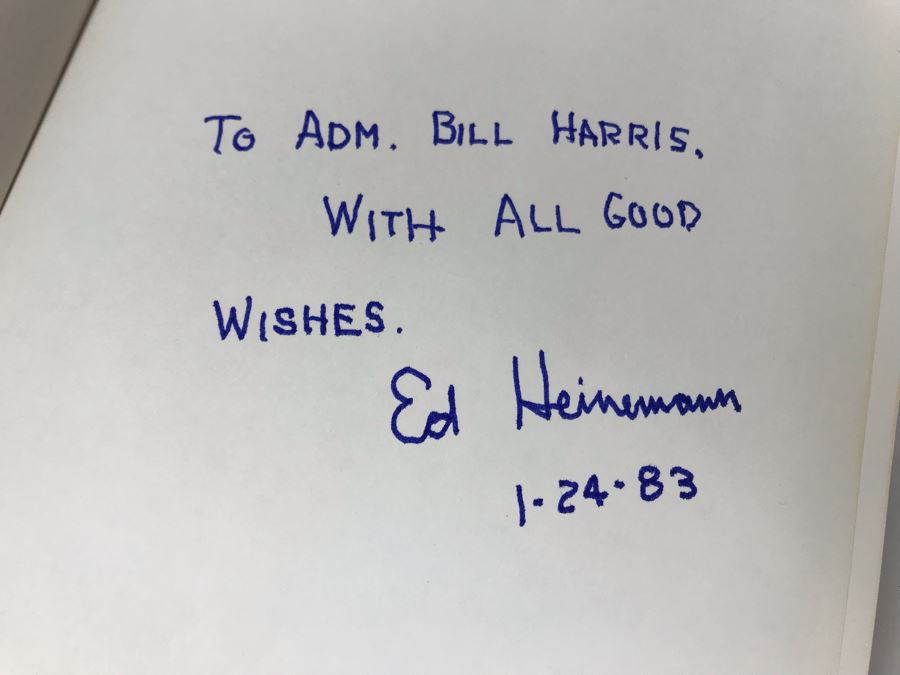 To Adm. Bill Harris,
With All Good
Wishes.
Ed Heinemann
1-24-83